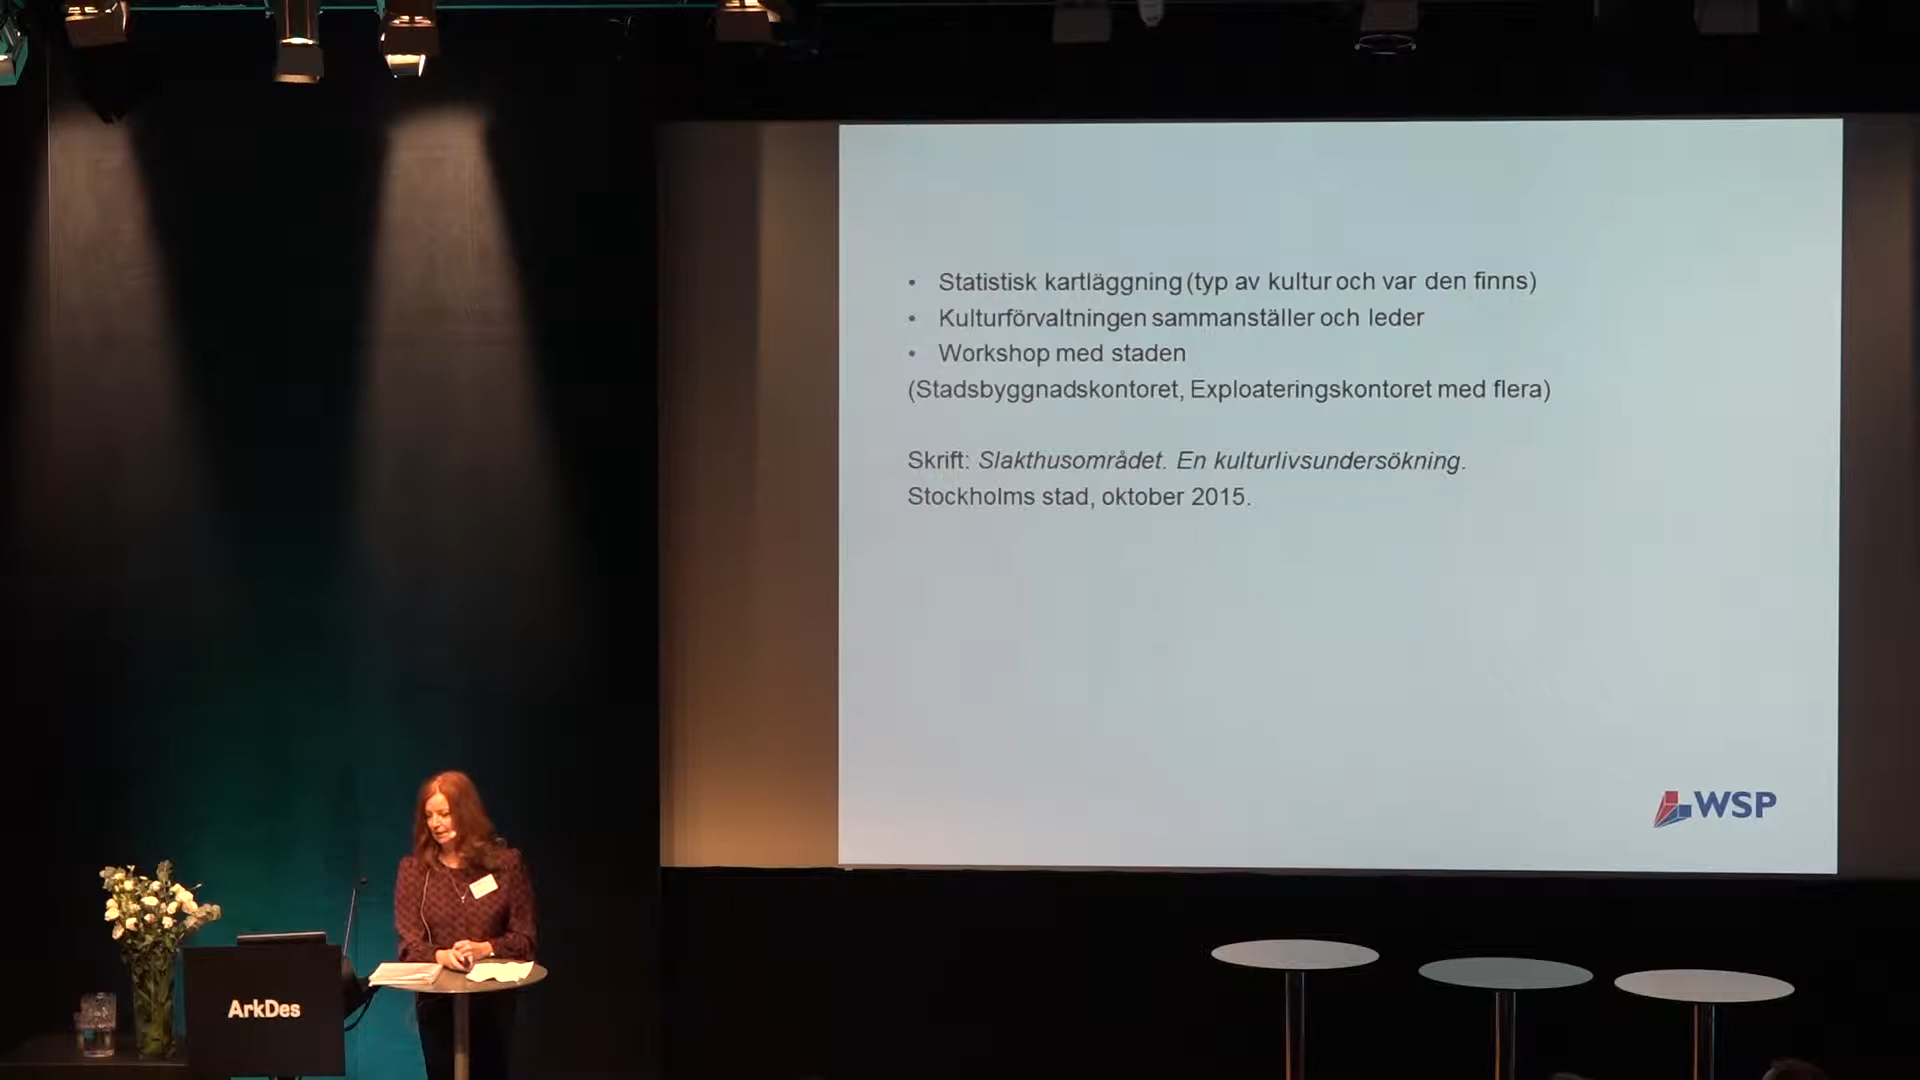 • Statistisk kartläggning (typ av kultur och var den finns)
• Kulturförvaltningen sammanställer och leder
• Workshop med staden
(Stadsbyggnadskontoret, Exploateringskontoret med flera)
Skrift: Slakthusområdet. En kulturlivsundersökning.
Stockholms stad, oktober 2015.
WSP
ArkDes